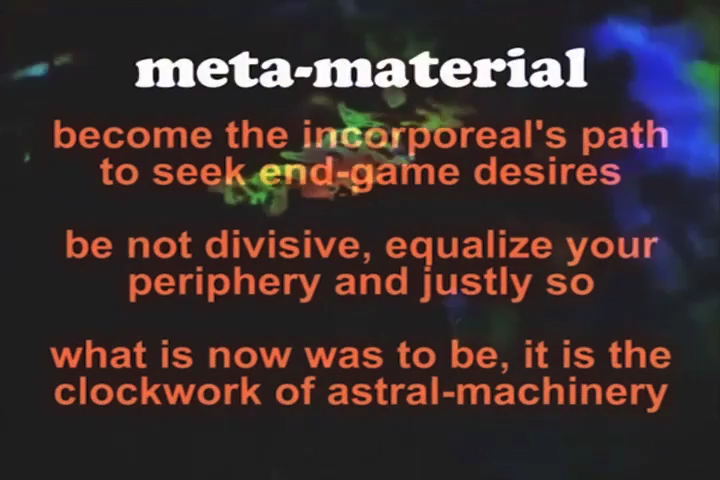 meta-material
become the incorporeal's path
to seek end-game desires
be not divisive, equalize your
periphery and justly so
what is now was to be, it is the
clockwork of astral-machinery